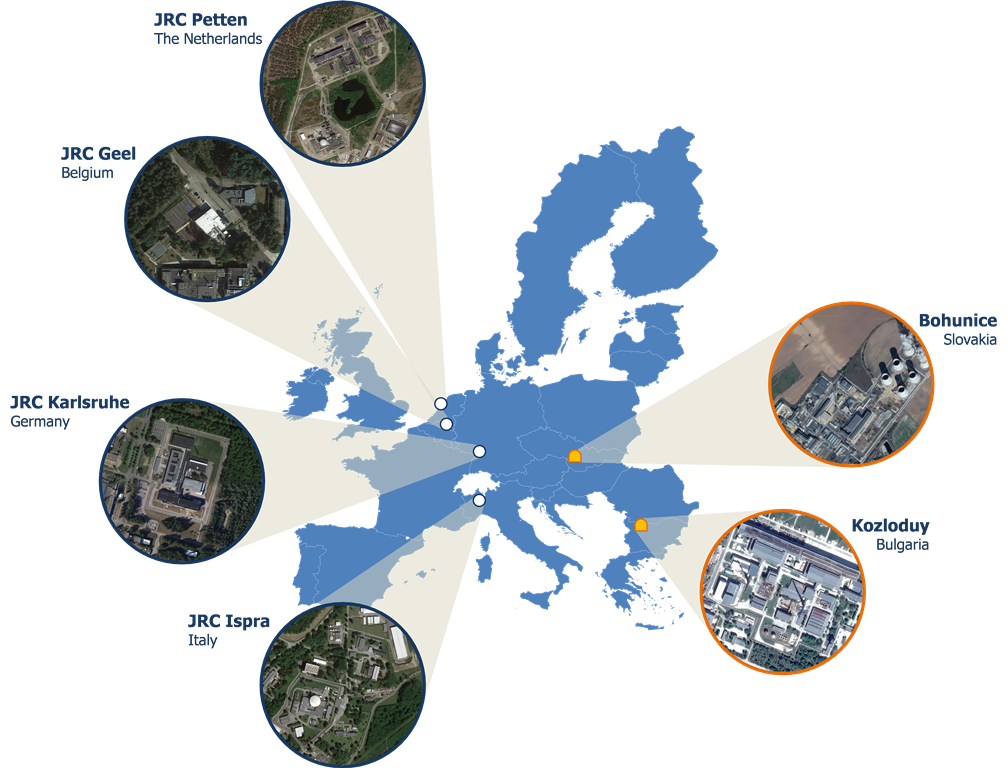 JRC Petten
The Netherlands
JRC Geel
Belgium
Bohunice
Slovakia
JRC Karlsruhe
Germany
Kozloduy
Bulgaria
JRC Ispra
Italy